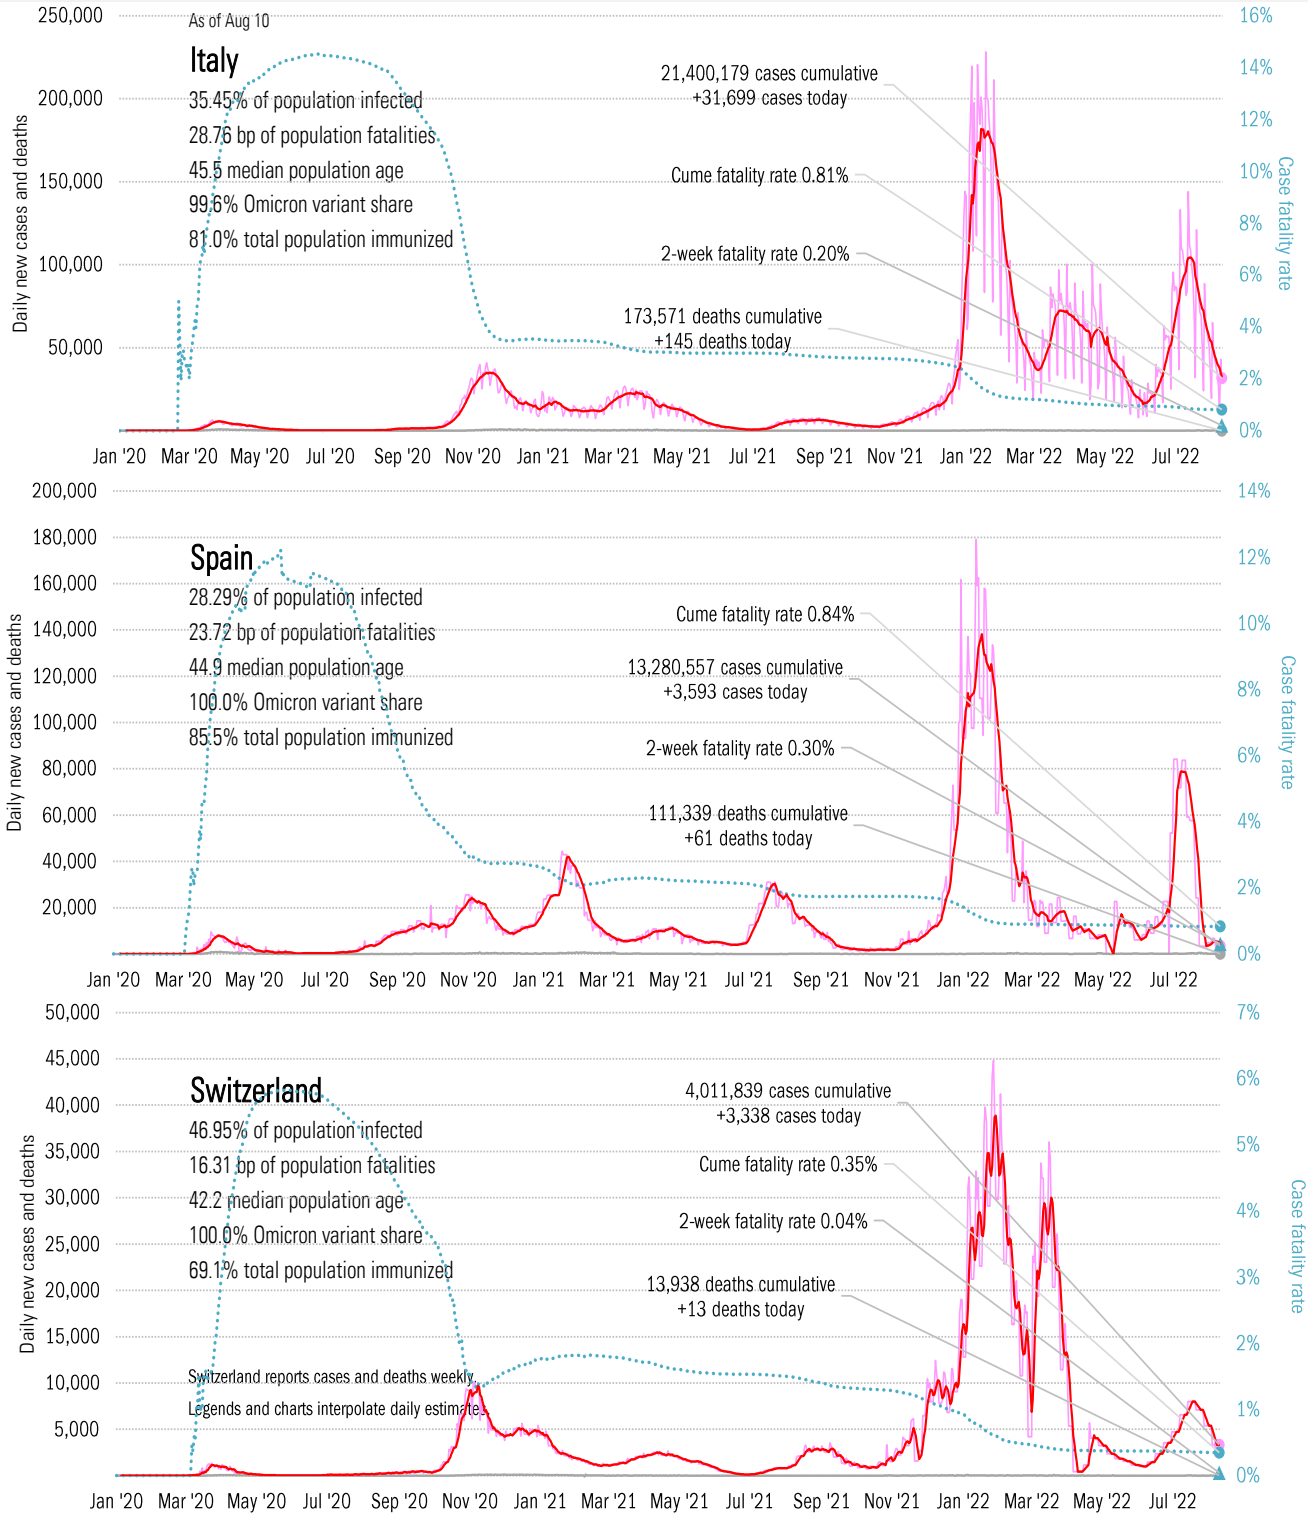 250,000
As of Aug 10
16%
Italy
14%
35.45% of population infected
21,400,179 cases cumulative
+31,699 cases today
200,000
12%
28.76 bp of population fatalities
45.5 median population age
Cume fatality rate 0.81%
10%
150,000
99.6% Omicron variant share
8%
81.0% total population immunized
2-week fatality rate 0.20%
100,000
6%
173,571 deaths cumulative
+145 deaths today
4%
50,000
2%
0%
Daily new cases and deaths
Case fatality rate
Jan '20 Mar '20 May '20 Jul '20 Sep '20 Nov '20 Jan '21 Mar '21 May '21 Jul '21 Sep '21 Nov '21 Jan '22 Mar '22 May '22 Jul '22
200,000
14%
180,000
Spain
12%
160,000
28.29% of population infected
Cume fatality rate 0.84%
10%
140,000
23.72 bp of population fatalities
44.9 median population age
13,280,557 cases cumulative
+3,593 cases today
120,000
8%
100.0% Omicron variant share
100,000
85.5% total population immunized
2-week fatality rate 0.30%
6%
80,000
111,339 deaths cumulative
+61 deaths today
60,000
4%
40,000
2%
20,000
0%
Daily new cases and deaths
Case fatality rate
Jan '20 Mar '20 May '20 Jul '20 Sep '20 Nov '20 Jan '21 Mar '21 May '21 Jul '21 Sep '21 Nov '21 Jan '22 Mar '22 May '22 Jul '22
50,000
7%
45,000
6%
Switzerland
4,011,839 cases cumulative
+3,338 cases today
40,000
46.95% of population infected
5%
35,000
16.31 bp of population fatalities
Cume fatality rate 0.35%
42.2 median population age
30,000
4%
100.0% Omicron variant share
2-week fatality rate 0.04%
25,000
69.1% total population immunized
3%
20,000
13,938 deaths cumulative
+13 deaths today
15,000
2%
Switzerland reports cases and deaths weekly.
10,000
Legends and charts interpolate daily estimates
1%
5,000
0%
Daily new cases and deaths
Case fatality rate
Jan '20 Mar '20 May '20 Jul '20 Sep '20 Nov '20 Jan '21 Mar '21 May '21 Jul '21 Sep '21 Nov '21 Jan '22 Mar '22 May '22 Jul '22